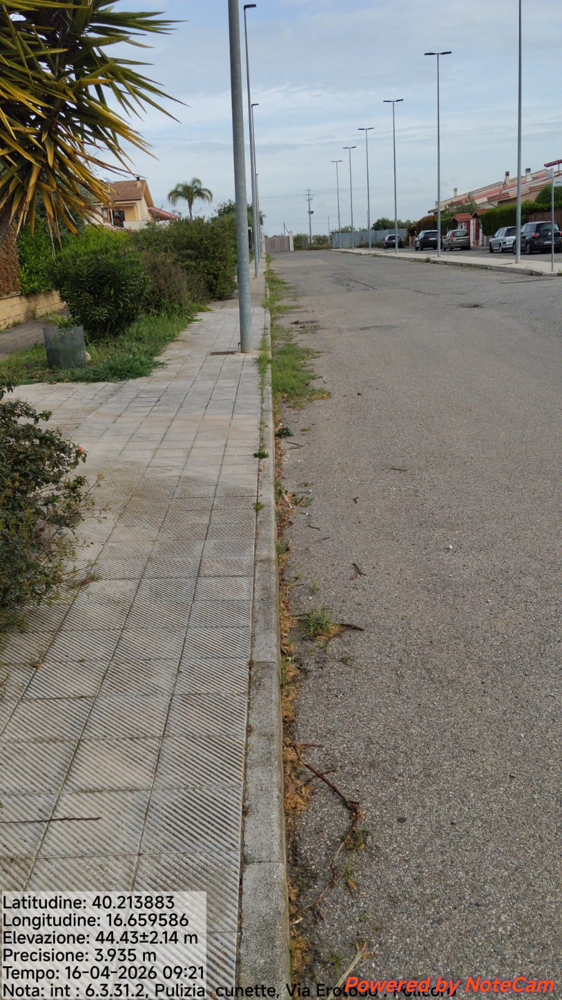 Latitudine: 40.213883
Longitudine: 16.659586
Elevazione: 44.43±2.14 m
Precisione: 3.935 m
Tempo: 16-04-2026 09:21
Nota: int : 6.3.31.2, Pulizia cunette, Via
Powered by NoteCam